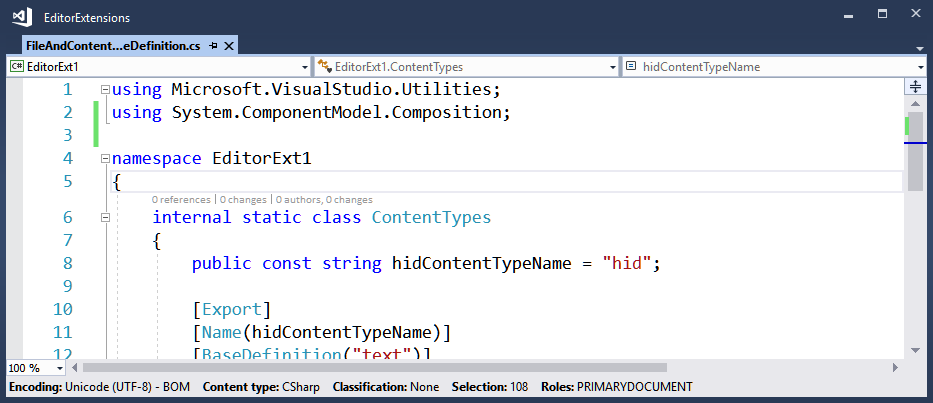 EditorExtensions
FileAndContent...eDefinition.cs
C# EditorExt1 EditorExt1.ContentTypes hidContentTypeName
1 using Microsoft.VisualStudio.Utilities;
2 using System.ComponentModel.Composition;
3
4 namespace EditorExt1
5 {
0 references | 0 changes | 0 authors, 0 changes
6 internal static class ContentTypes
7 {
8 public const string hidContentTypeName = "hid";
9
10 [Export]
11 [Name(hidContentTypeName)]
12 [BaseDefinition("text")]
100 %
Encoding: Unicode (UTF-8) - BOM Content type: CSharp Classification: None Selection: 108 Roles: PRIMARYDOCUMENT